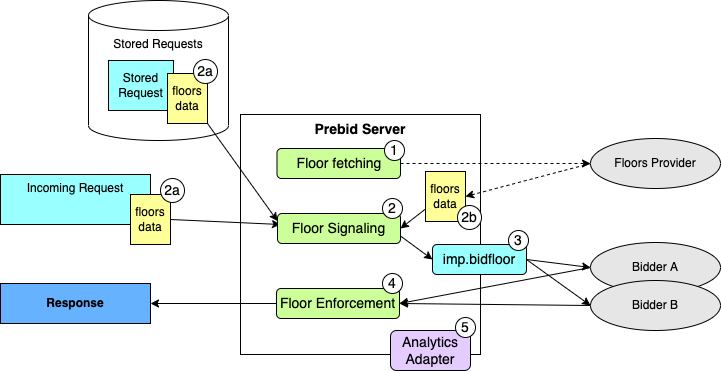 Stored Requests
Stored
Request
2a
floors
data
Prebid Server
1
Floor fetching
Floors Provider
Incoming Request
2a
floors
data
floors
data
2b
2
Floor Signaling
3
imp.bidfloor
Bidder A
Bidder B
4
Floor Enforcement
Response
5
Analytics
Adapter